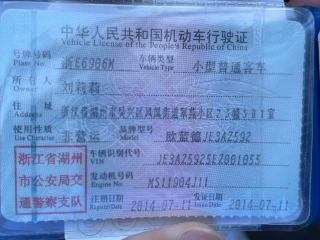 中华人民共和国机动车行驶证
Vehicle License of the People's Republic of China
号牌号码 浙EE6906M 车辆类型 小型普通客车
Plate No. Vehicle Type
所有人 刘莉莉
Owner
住址
Address
使用性质 非营运 品牌型号 欧蓝德JE3AZ592
Use Character Model
浙江省湖州
市公安局交
通警察支队
车辆识别代号
VIN
发动机号码
Engine No.
注册日期 2014-07-11 发证日期 2014-07-11
Register Date Issue Date